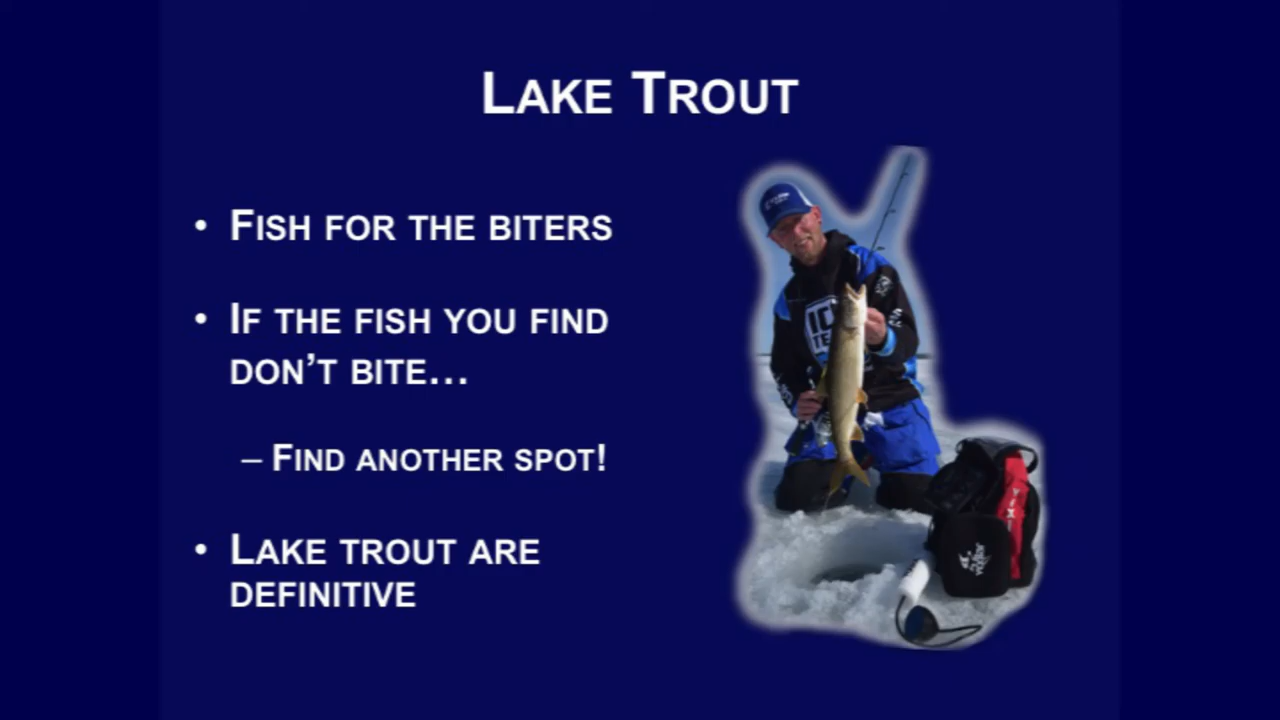 LAKE TROUT
• FISH FOR THE BITERS
• IF THE FISH YOU FIND
DON'T BITE…
– FIND ANOTHER SPOT!
• LAKE TROUT ARE
DEFINITIVE